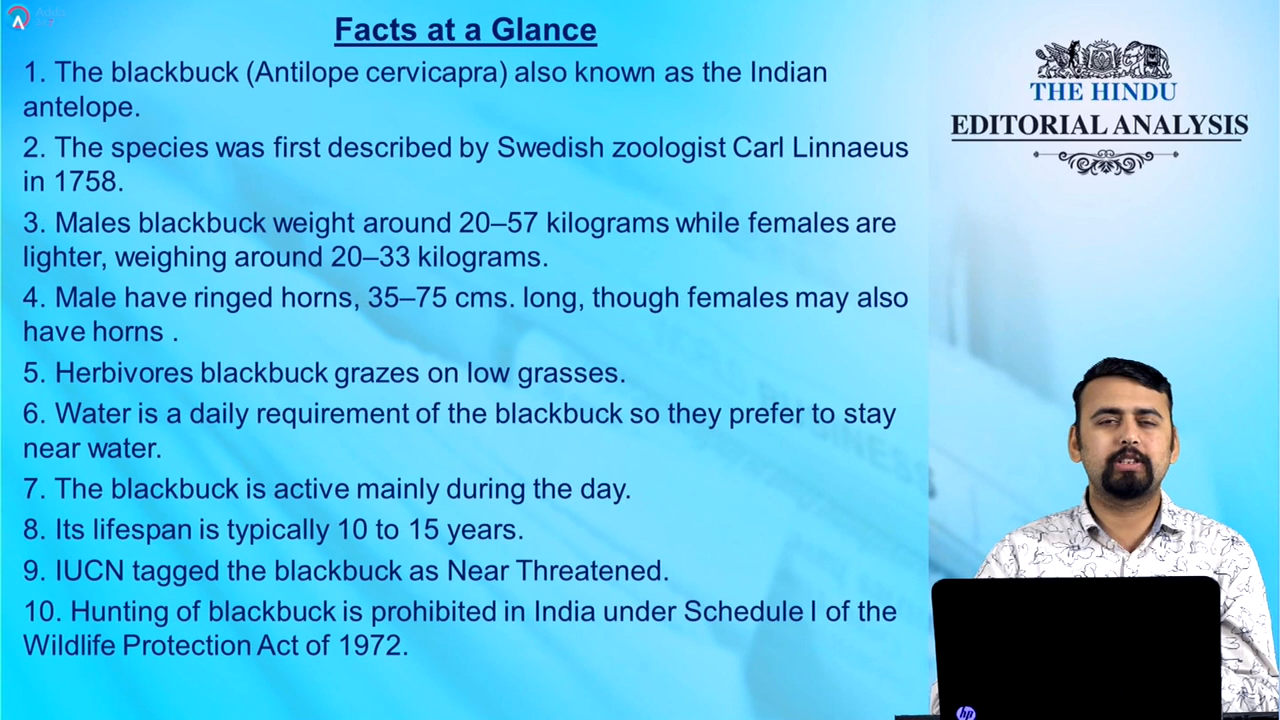 Facts at a Glance
1. The blackbuck (Antilope cervicapra) also known as the Indian
antelope.
2. The species was first described by Swedish zoologist Carl Linnaeus
in 1758.
3. Males blackbuck weight around 20–57 kilograms while females are
lighter, weighing around 20–33 kilograms.
4. Male have ringed horns, 35–75 cms. long, though females may also
have horns .
5. Herbivores blackbuck grazes on low grasses.
6. Water is a daily requirement of the blackbuck so they prefer to stay
near water.
7. The blackbuck is active mainly during the day.
8. Its lifespan is typically 10 to 15 years.
9. IUCN tagged the blackbuck as Near Threatened.
10. Hunting of blackbuck is prohibited in India under Schedule I of the
Wildlife Protection Act of 1972.
THE HINDU
EDITORIAL ANALYSIS
hp